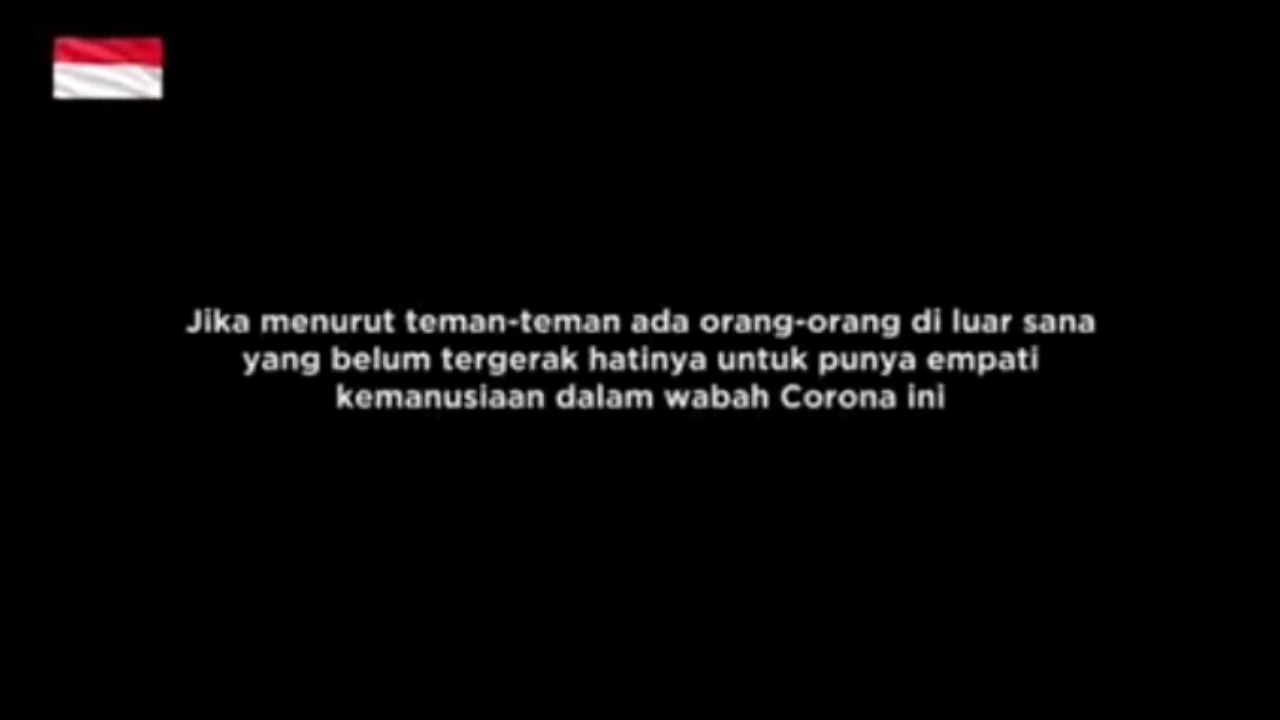 Jika menurut teman-teman ada orang-orang di luar sana
yang belum tergerak hatinya untuk punya empati
kemanusiaan dalam wabah Corona ini